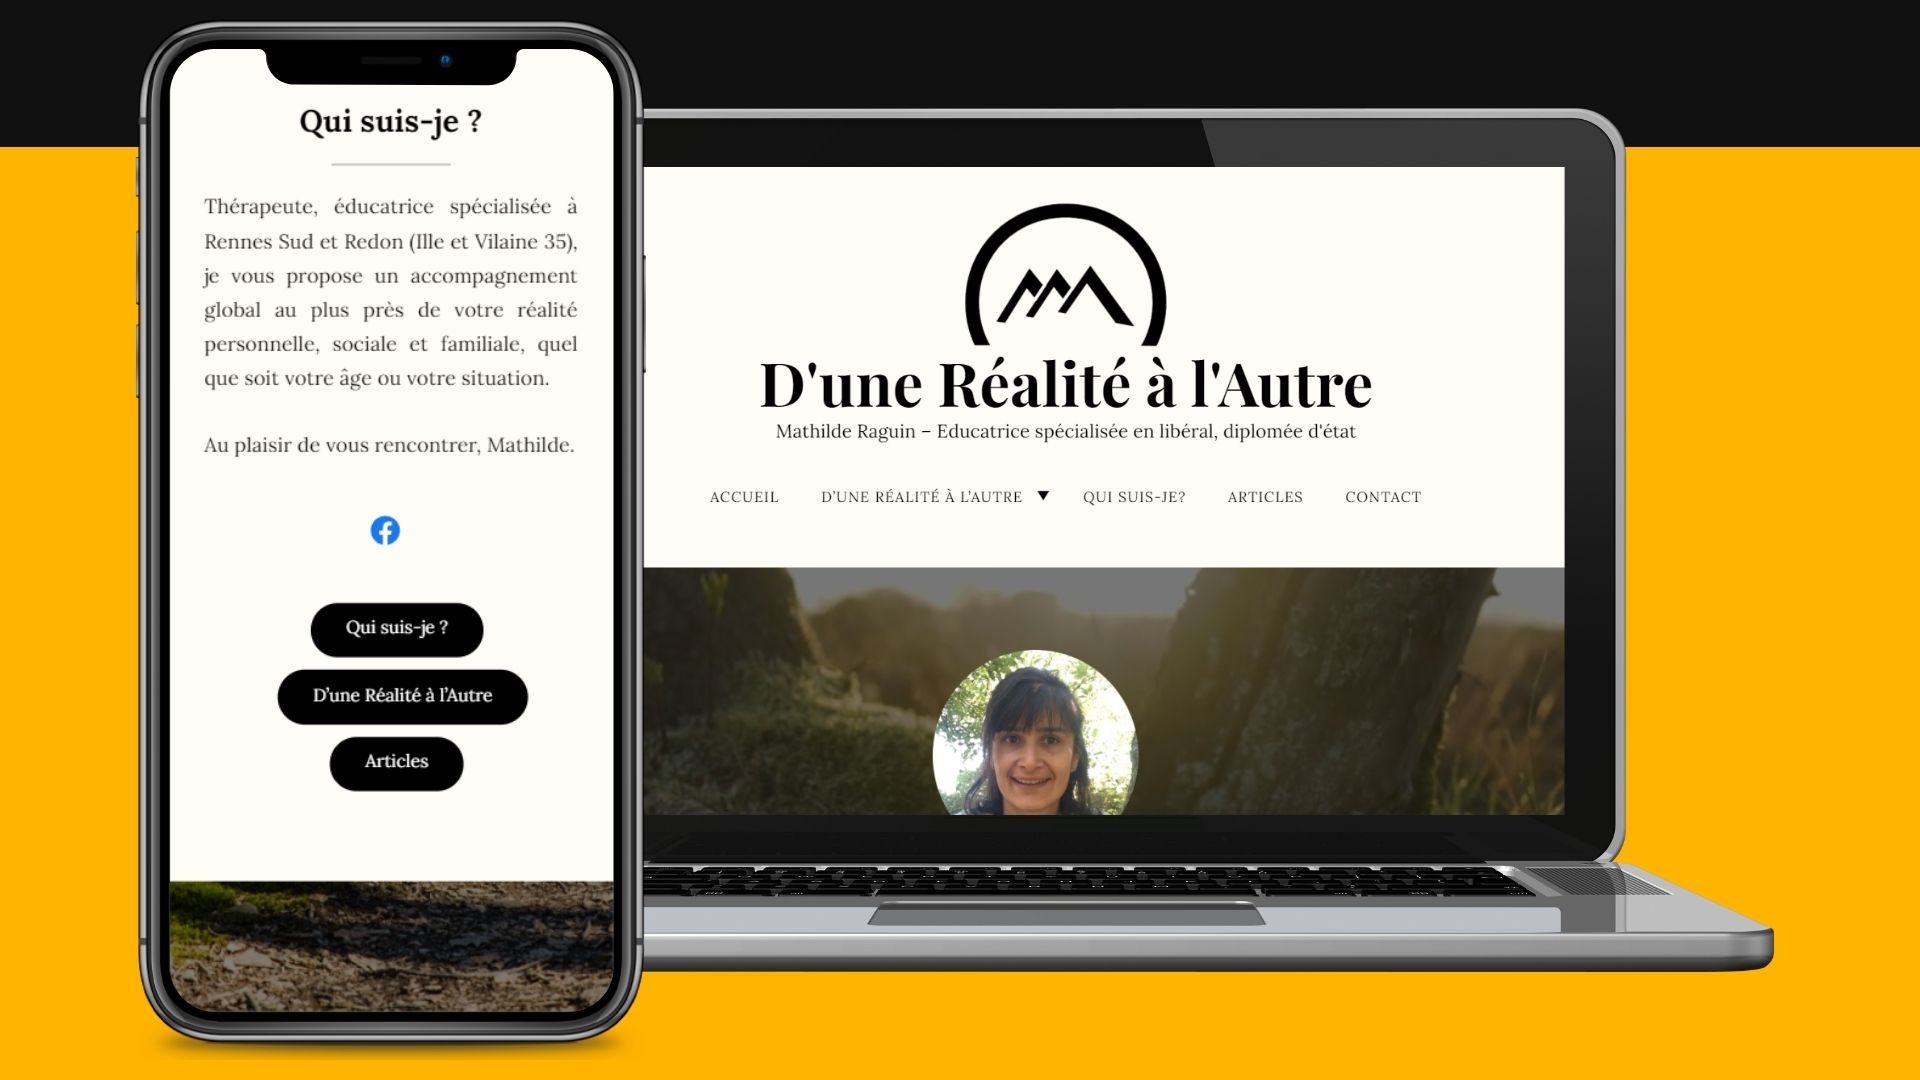 Qui suis-je ?
Thérapeute, éducatrice spécialisée à
Rennes Sud et Redon (Ille et Vilaine 35),
je vous propose un accompagnement
global au plus près de votre réalité
personnelle, sociale et familiale, quel
que soit votre âge ou votre situation.
Au plaisir de vous rencontrer, Mathilde.
Qui suis-je ?
D’une Réalité à l’Autre
Articles
D'une Réalité à l'Autre
Mathilde Raguin – Educatrice spécialisée en libéral, diplomée d'état
ACCUEIL D’UNE RÉALITÉ À L’AUTRE ▼ QUI SUIS-JE? ARTICLES CONTACT